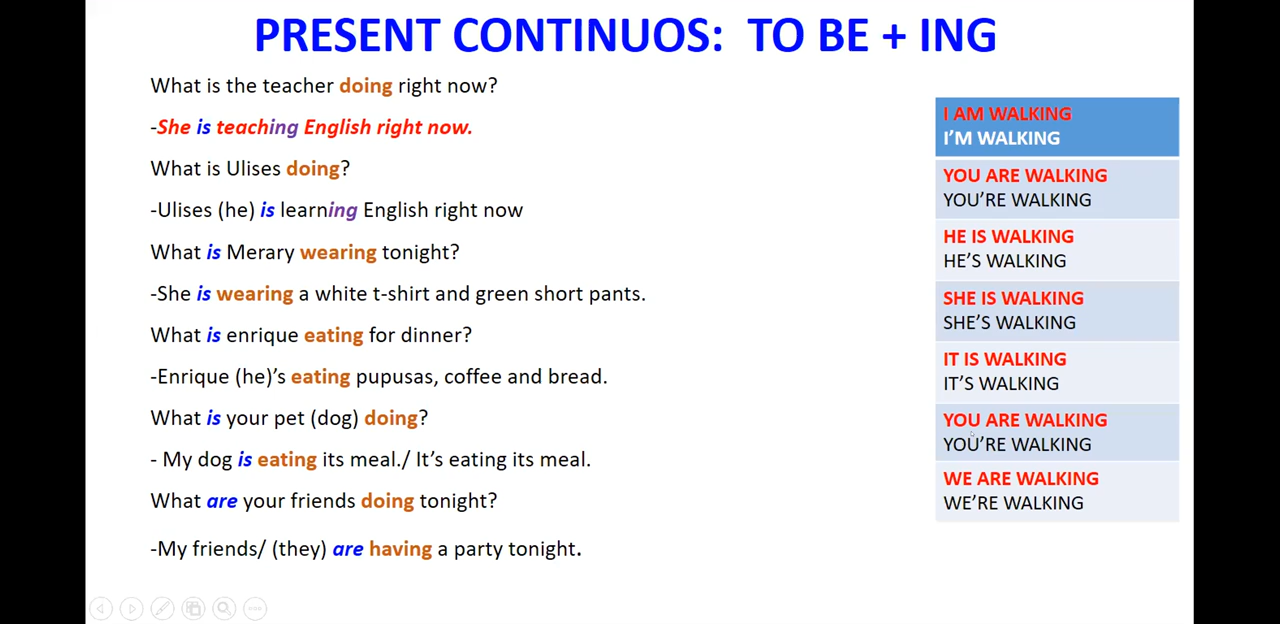 PRESENT CONTINUOS: TO BE + ING
What is the teacher doing right now?
-She is teaching English right now.
What is Ulises doing?
-Ulises (he) is learning English right now
What is Merary wearing tonight?
-She is wearing a white t-shirt and green short pants.
What is enrique eating for dinner?
-Enrique (he)’s eating pupusas, coffee and bread.
What is your pet (dog) doing?
- My dog is eating its meal./ It’s eating its meal.
What are your friends doing tonight?
-My friends/ (they) are having a party tonight.
I AM WALKING
I’M WALKING
YOU ARE WALKING
YOU’RE WALKING
HE IS WALKING
HE’S WALKING
SHE IS WALKING
SHE’S WALKING
IT IS WALKING
IT’S WALKING
YOU ARE WALKING
YOU’RE WALKING
WE ARE WALKING
WE’RE WALKING